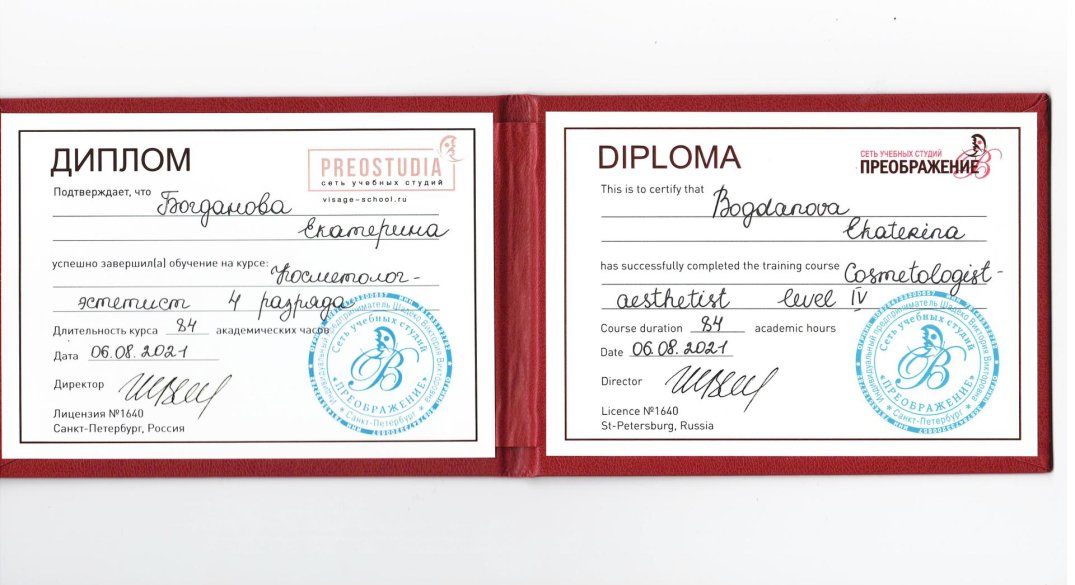 ДИПЛОМ
PREOSTUDIA
сеть учебных студий
visage-school.ru
Подтверждает, что Богданова
Екатерина
успешно завершил(а) обучение на курсе: Косметолог-
эстетист 4 разряда
Длительность курса 84 академических часов
Дата 06.08.2021
Директор
Лицензия №1640
Санкт-Петербург, Россия
Сеть учебных студий
"ПРЕОБРАЖЕНИЕ"
Санкт-Петербург
DIPLOMA
СЕТЬ УЧЕБНЫХ СТУДИЙ
ПРЕОБРАЖЕНИЕ
This is to certify that Bogdanova
Ekaterina
has successfully completed the training course Cosmetologist-
aesthetist level IV
Course duration 84 academic hours
Date 06.08.2021
Director
Licence №1640
St-Petersburg, Russia
Индивидуальный предприниматель
Сеть учебных студий
"ПРЕОБРАЖЕНИЕ"
Санкт-Петербург